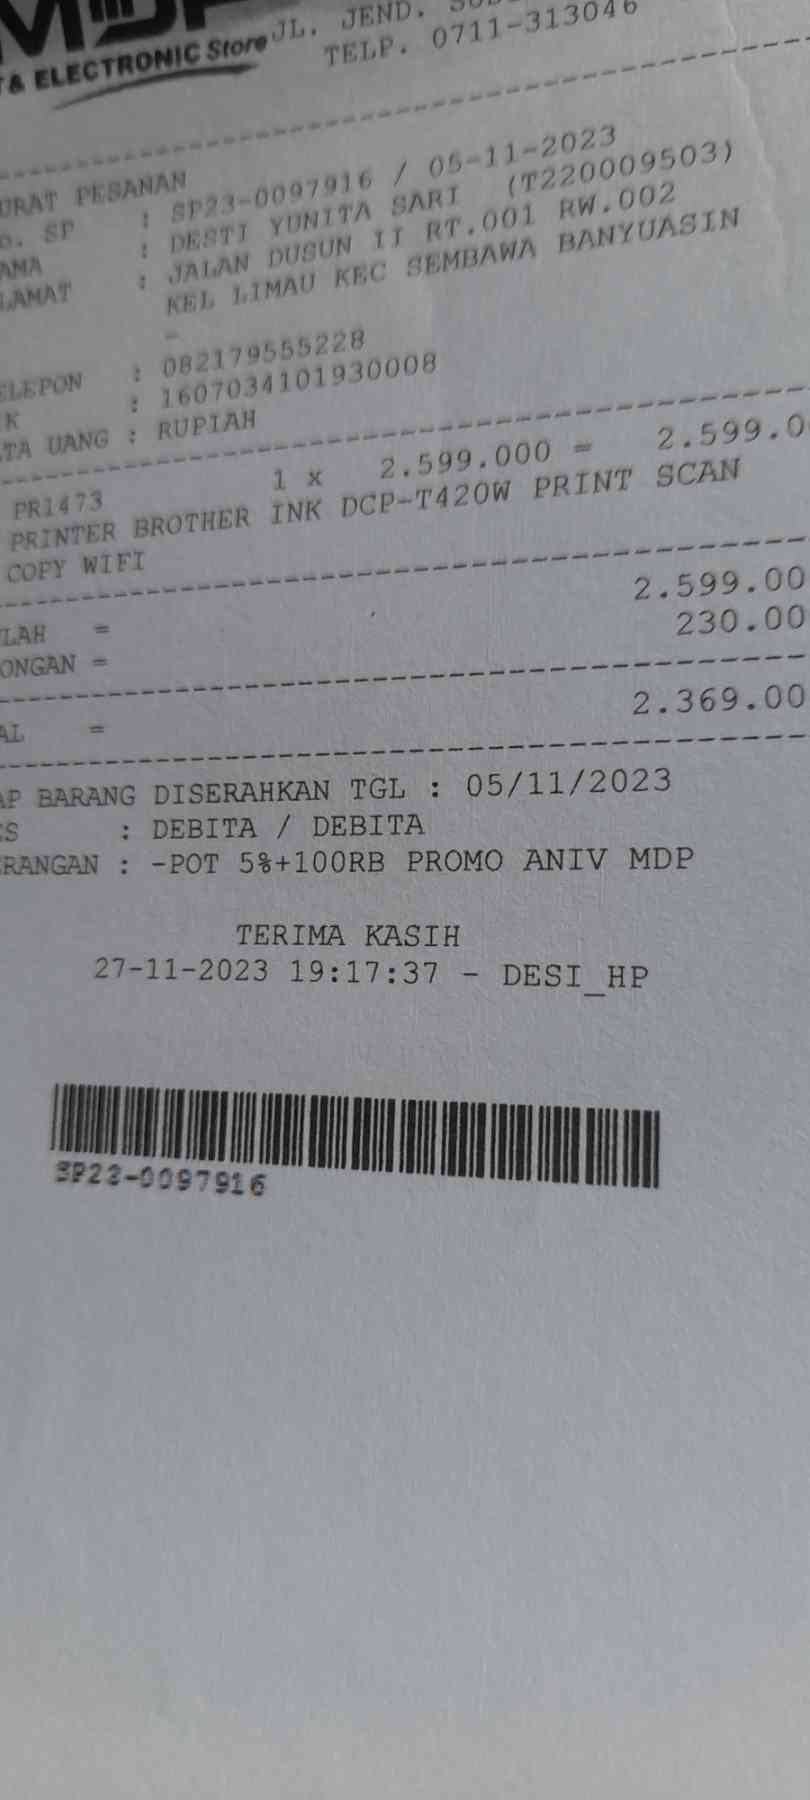 MDP
& ELECTRONIC Store
JL. JEND.
TELP. 0711-313046
URAT PESANAN
o. SP : SP23-0097916 / 05-11-2023
AMA : DESTI YUNITA SARI (T220009503)
LAMAT : JALAN DUSUN II RT.001 RW.002
KEL LIMAU KEC SEMBAWA BANYUASIN
-
ELEPON : 082179555228
K : 1607034101930008
TA UANG : RUPIAH
PR1473 1 x 2.599.000 = 2.599.0
PRINTER BROTHER INK DCP-T420W PRINT SCAN
COPY WIFI
LAH = 2.599.00
ONGAN = 230.00
AL = 2.369.00
AP BARANG DISERAHKAN TGL : 05/11/2023
ES : DEBITA / DEBITA
ERANGAN : -POT 5%+100RB PROMO ANIV MDP
TERIMA KASIH
27-11-2023 19:17:37 - DESI_HP
SP23-0097916